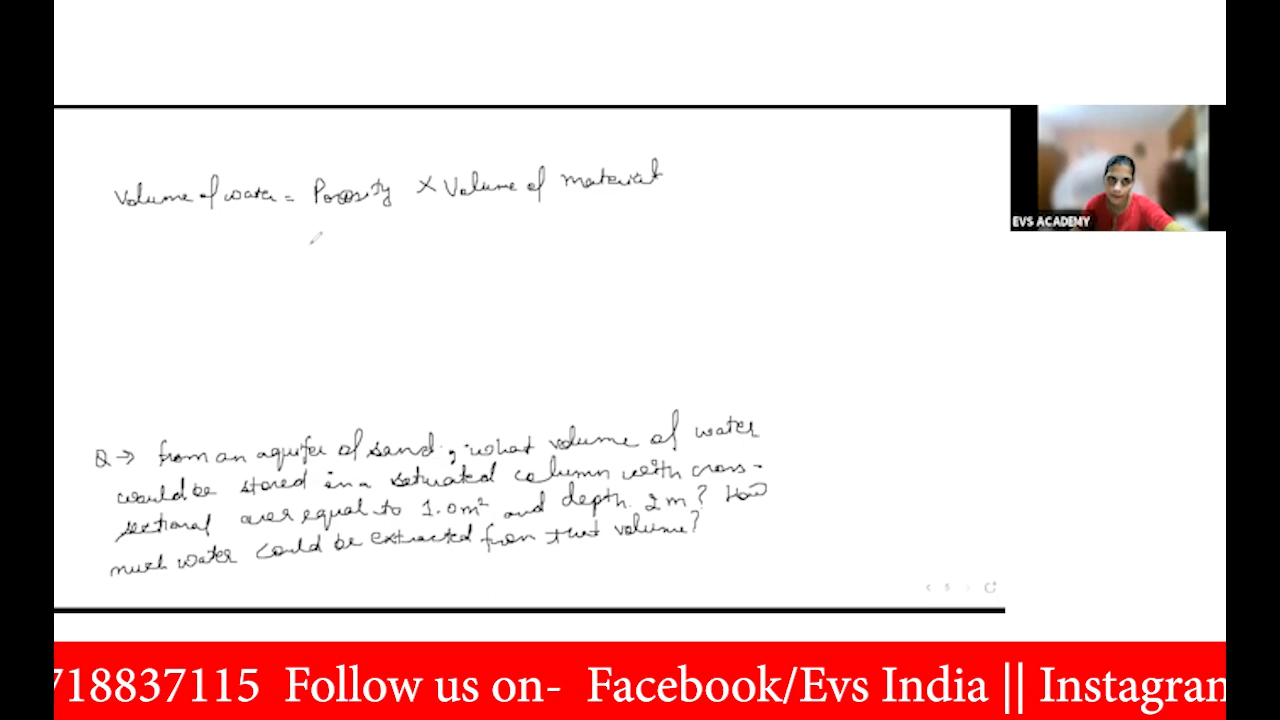 Volume of water = Porosity × Volume of material
EVS ACADEMY
Q → from an aquifer of sand, what volume of water
would be stored in a saturated column with cross-
sectional area equal to 1.0m² and depth 2m? How
much water could be extracted from that volume?
< 5 >
718837115 Follow us on- Facebook/Evs India || Instagran